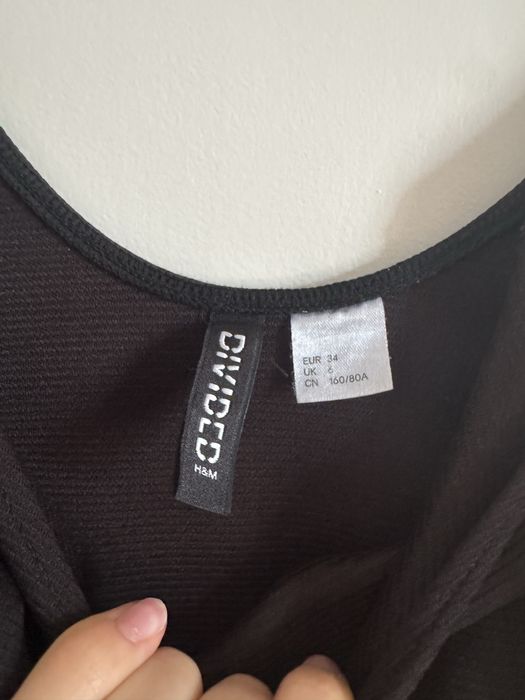 DIVIDED
H&M
EUR 34
UK 6
CN 160/80A